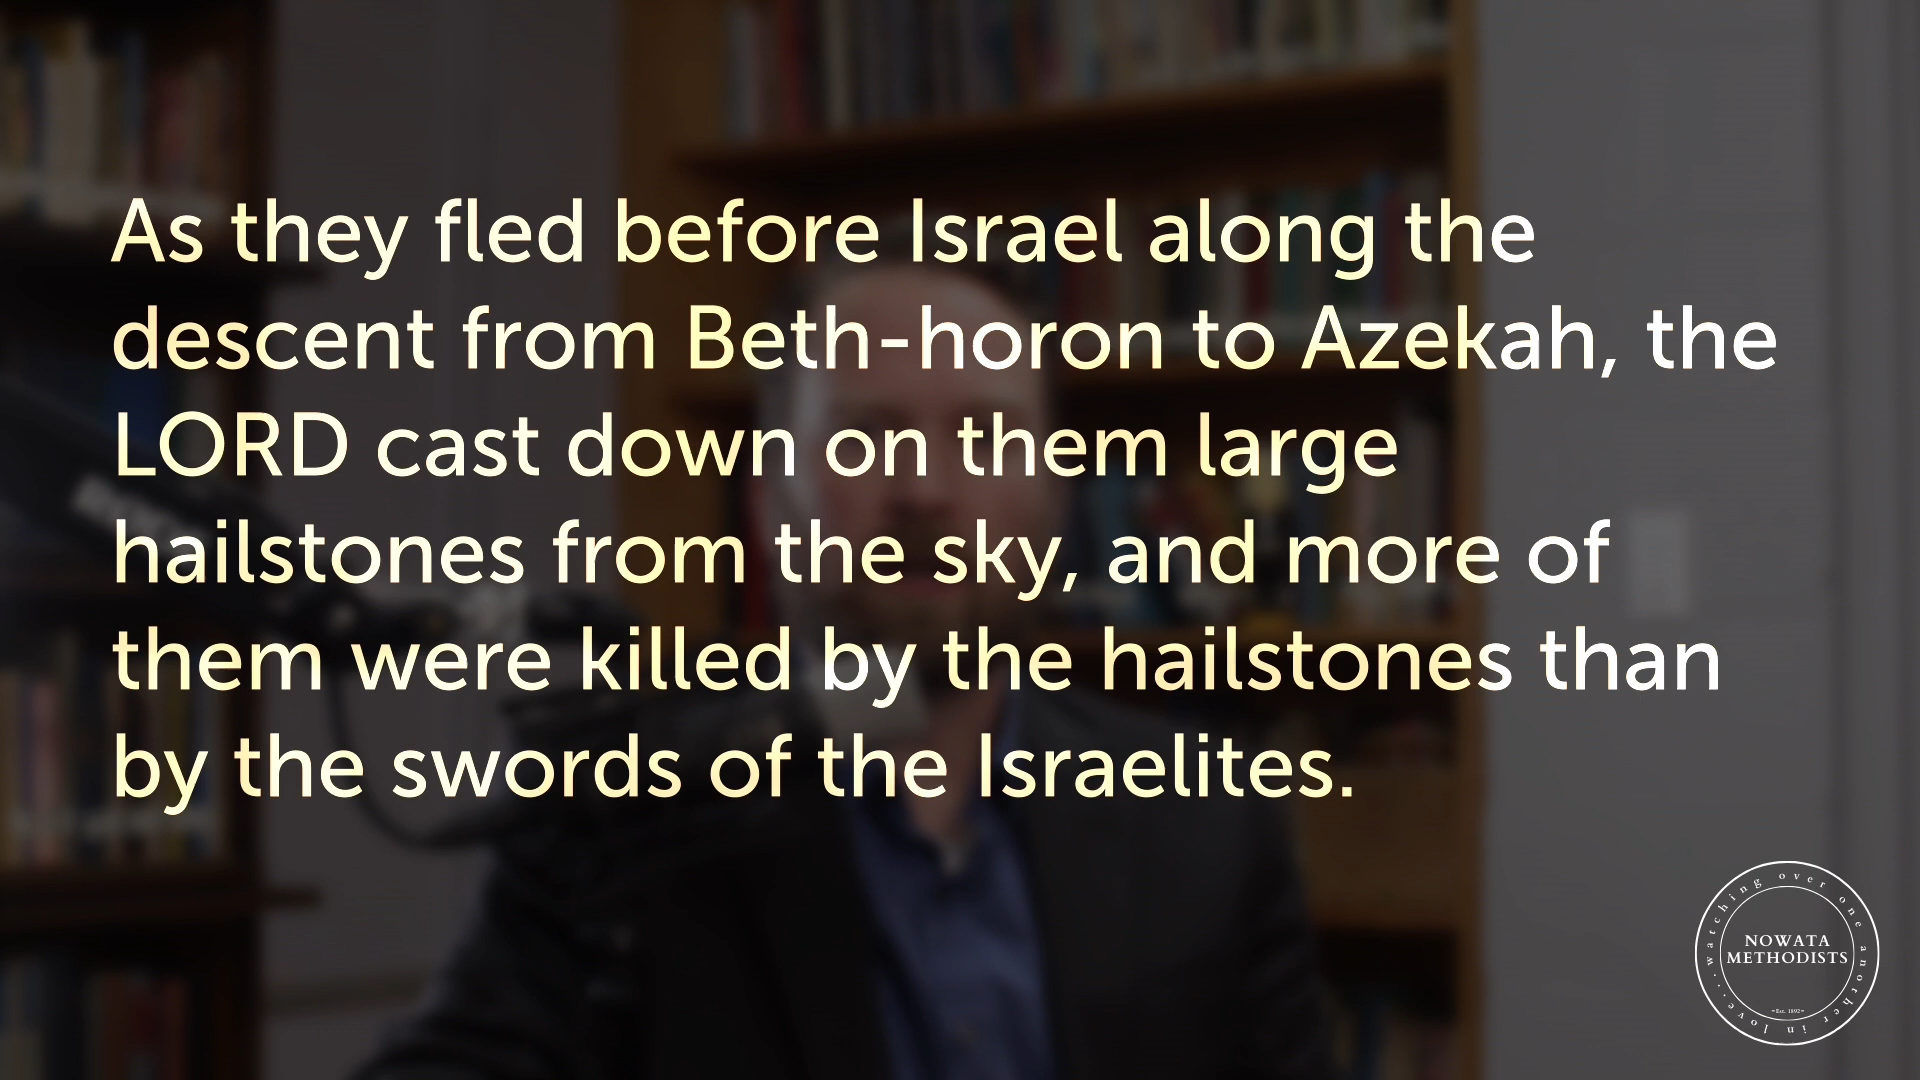 As they fled before Israel along the
descent from Beth-horon to Azekah, the
LORD cast down on them large
hailstones from the sky, and more of
them were killed by the hailstones than
by the swords of the Israelites.
watching over one another in love...
NOWATA
METHODISTS
~Est. 1892~